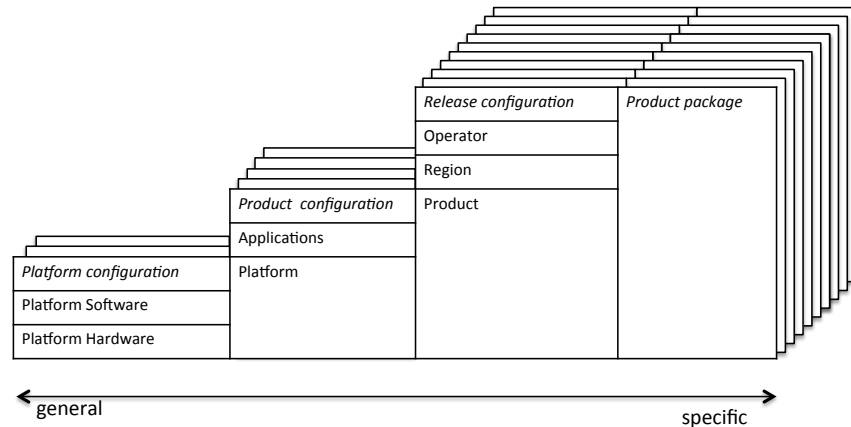 Release configuration
Product package
Operator
Region
Product configuration
Product
Applications
Platform configuration
Platform
Platform Software
Platform Hardware
general
specific